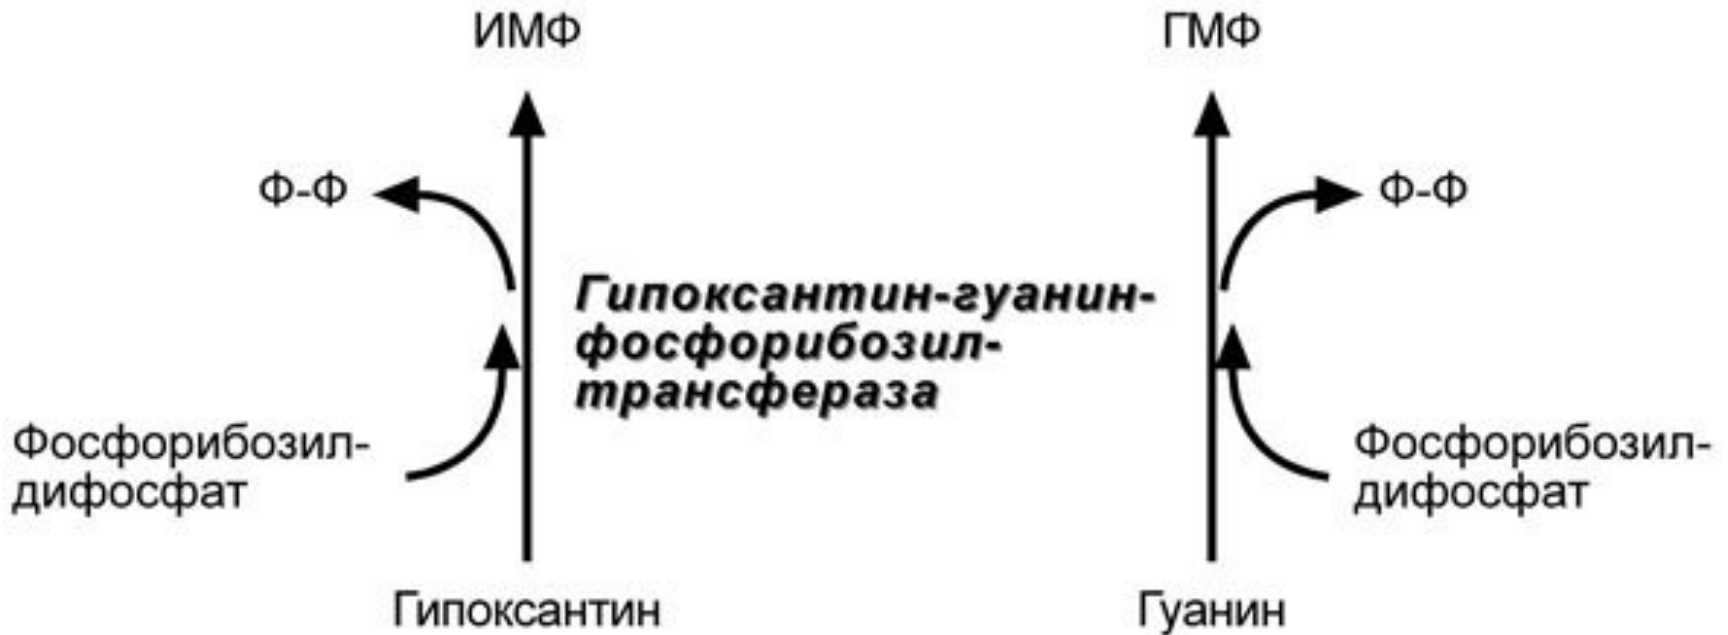 ИМФ
ГМФ
Ф-Ф
Ф-Ф
Гипоксантин-гуанин-
фосфорибозил-
трансфераза
Фосфорибозил-
дифосфат
Фосфорибозил-
дифосфат
Гипоксантин
Гуанин